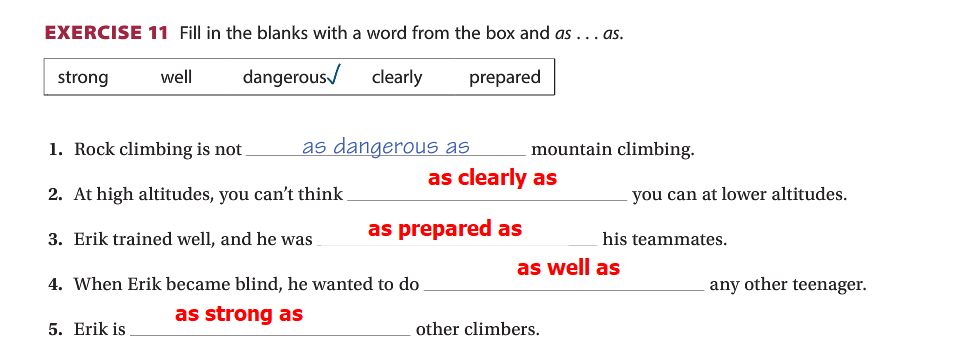 EXERCISE 11 Fill in the blanks with a word from the box and as . . . as.
strong well dangerous✓ clearly prepared
1. Rock climbing is not as dangerous as mountain climbing.
2. At high altitudes, you can't think as clearly as you can at lower altitudes.
3. Erik trained well, and he was as prepared as his teammates.
4. When Erik became blind, he wanted to do as well as any other teenager.
5. Erik is as strong as other climbers.